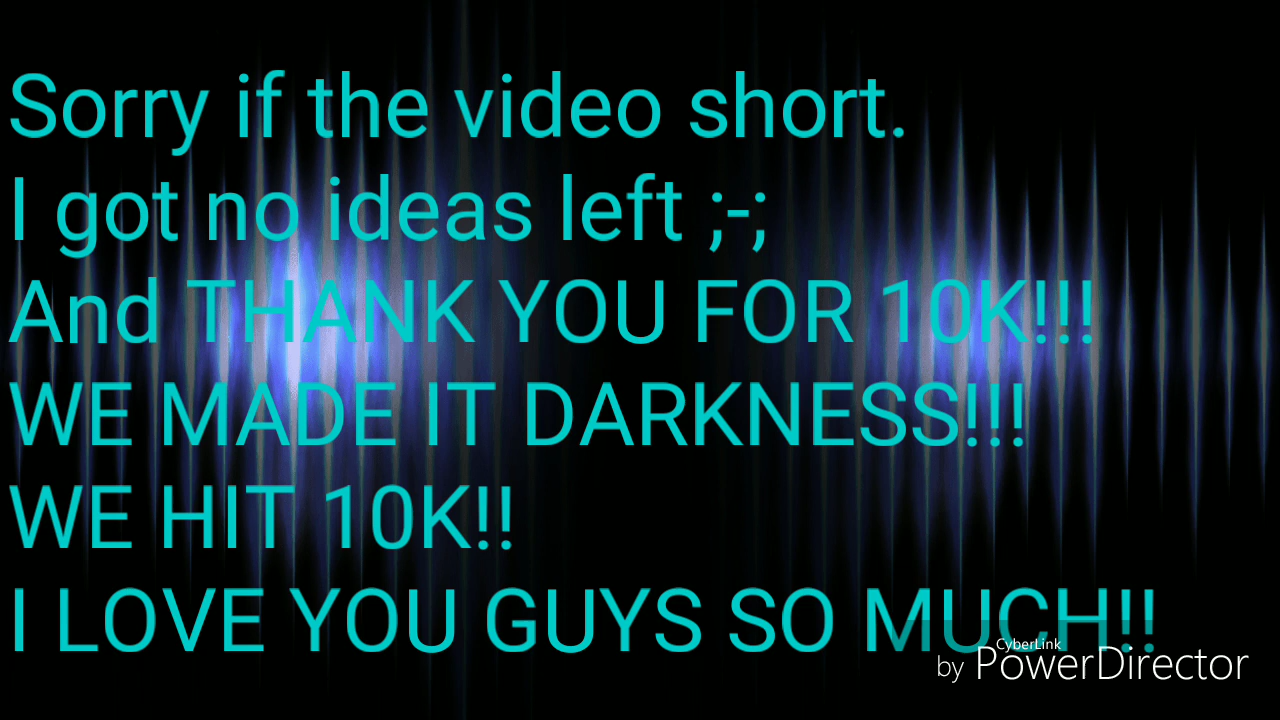 Sorry if the video short.
I got no ideas left ;-;
And THANK YOU FOR 10K!!!
WE MADE IT DARKNESS!!!
WE HIT 10K!!
I LOVE YOU GUYS SO MUCH!!
CyberLink
by PowerDirector